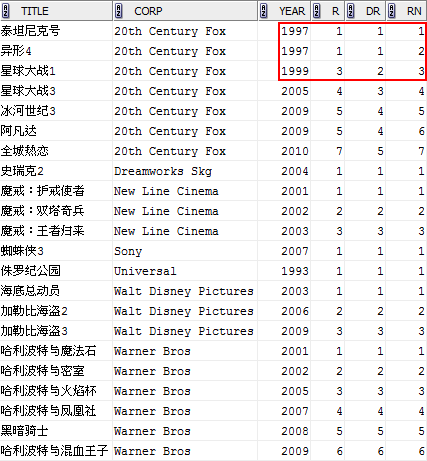 TITLE CORP YEAR R DR RN
泰坦尼克号 20th Century Fox 1997 1 1 1
异形4 20th Century Fox 1997 1 1 2
星球大战1 20th Century Fox 1999 3 2 3
星球大战3 20th Century Fox 2005 4 3 4
冰河世纪3 20th Century Fox 2009 5 4 5
阿凡达 20th Century Fox 2009 5 4 6
全城热恋 20th Century Fox 2010 7 5 7
史瑞克2 Dreamworks Skg 2004 1 1 1
魔戒：护戒使者 New Line Cinema 2001 1 1 1
魔戒：双塔奇兵 New Line Cinema 2002 2 2 2
魔戒：王者归来 New Line Cinema 2003 3 3 3
蜘蛛侠3 Sony 2007 1 1 1
侏罗纪公园 Universal 1993 1 1 1
海底总动员 Walt Disney Pictures 2003 1 1 1
加勒比海盗2 Walt Disney Pictures 2006 2 2 2
加勒比海盗3 Walt Disney Pictures 2009 3 3 3
哈利波特与魔法石 Warner Bros 2001 1 1 1
哈利波特与密室 Warner Bros 2002 2 2 2
哈利波特与火焰杯 Warner Bros 2005 3 3 3
哈利波特与凤凰社 Warner Bros 2007 4 4 4
黑暗骑士 Warner Bros 2008 5 5 5
哈利波特与混血王子 Warner Bros 2009 6 6 6